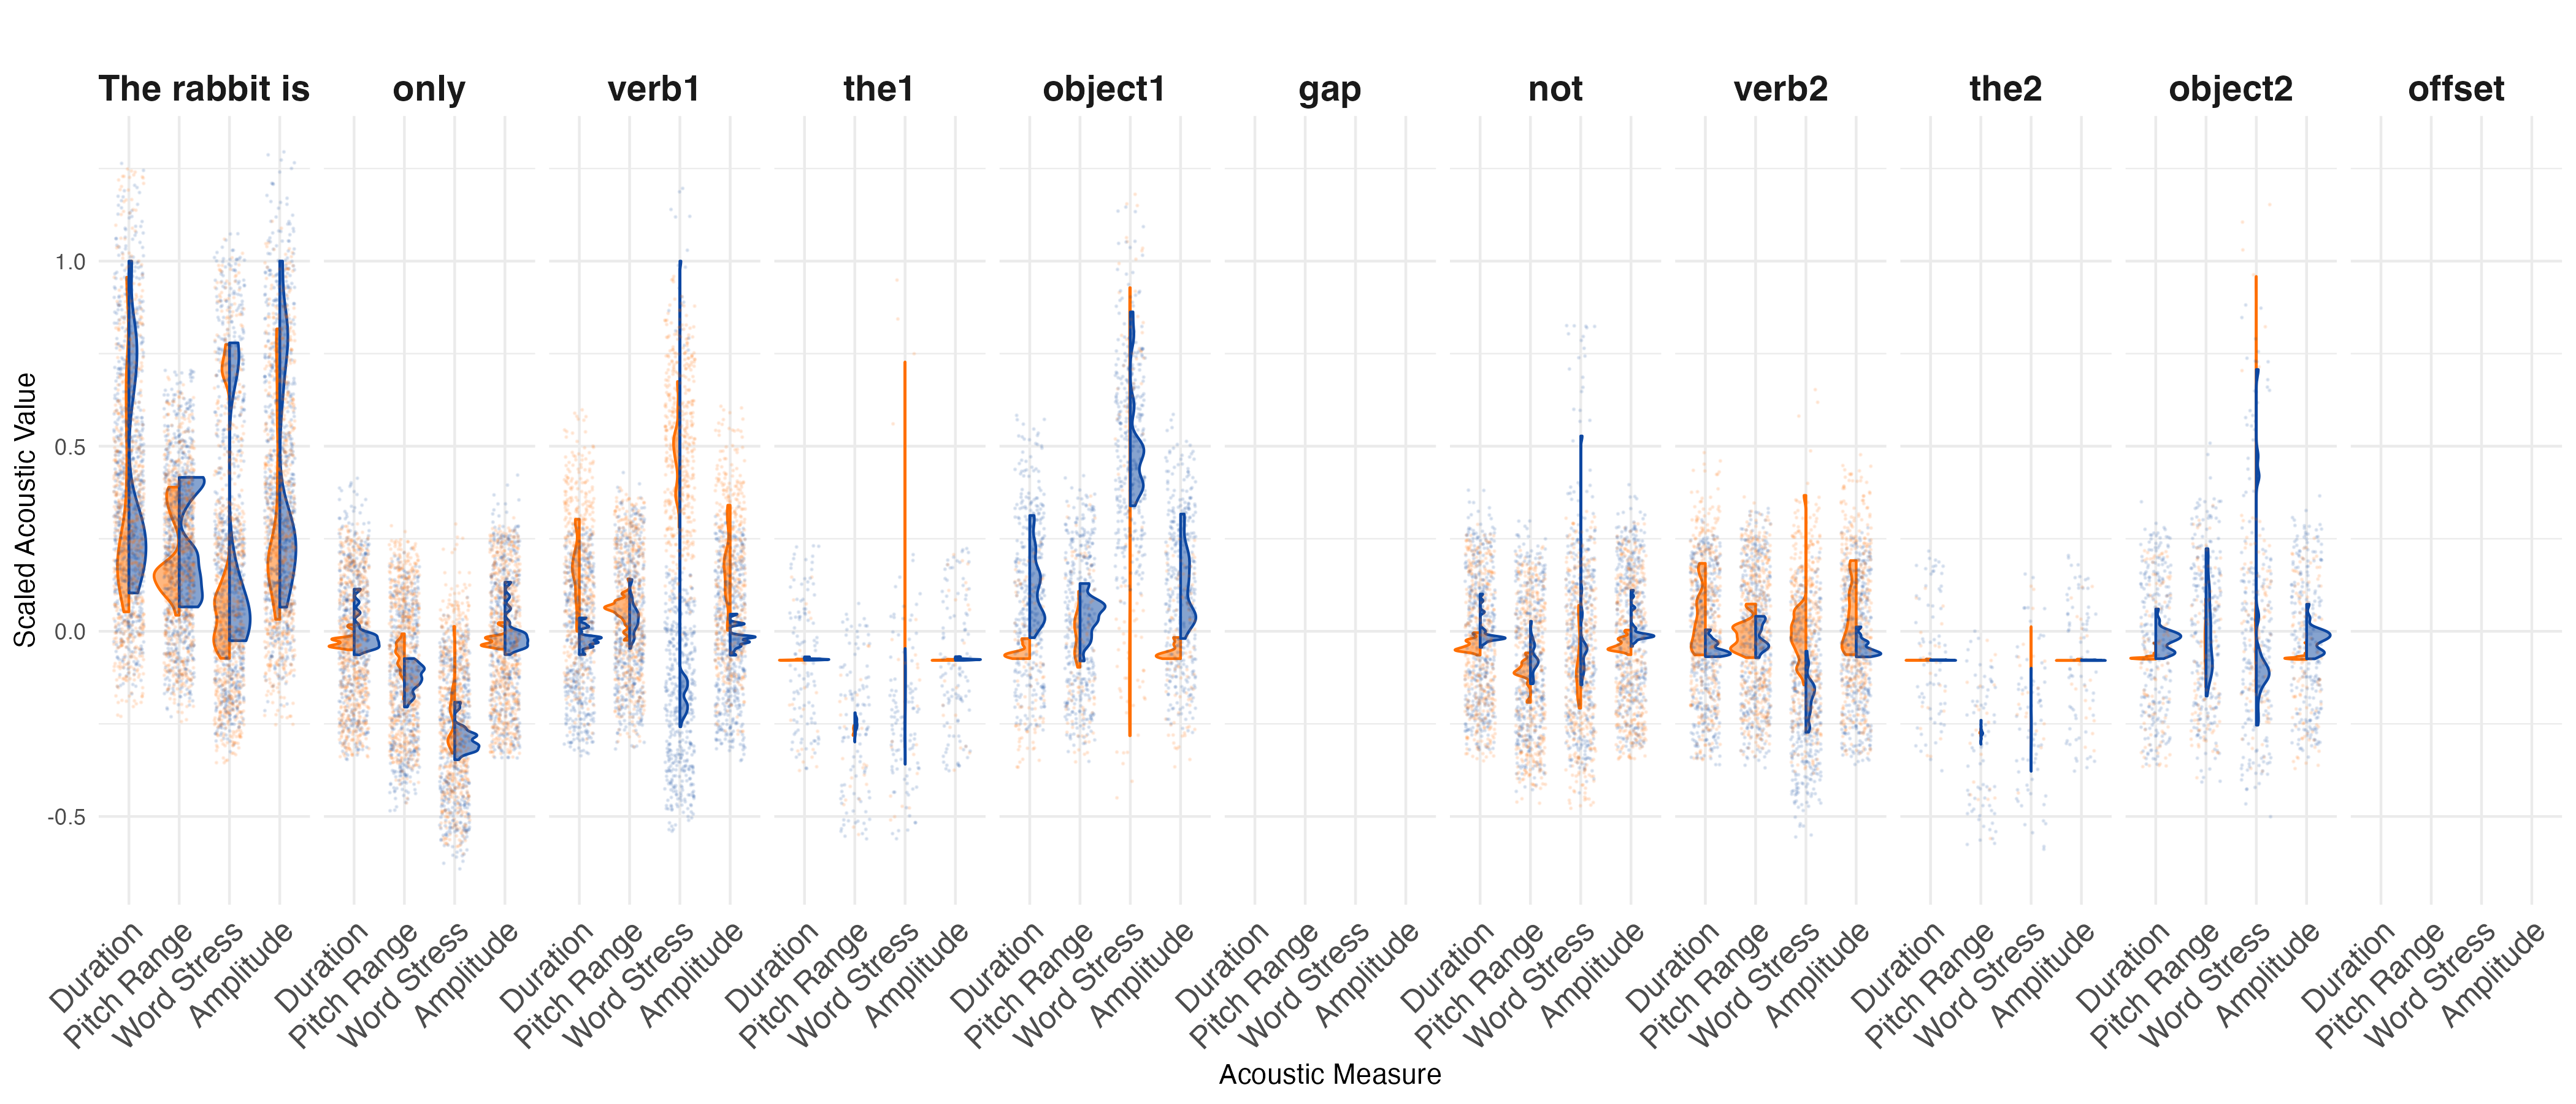 The rabbit is only verb1 the1 object1 gap not verb2 the2 object2 offset
Scaled Acoustic Value
1.0
0.5
0.0
-0.5
Duration Pitch Range Word Stress Amplitude Duration Pitch Range Word Stress Amplitude Duration Pitch Range Word Stress Amplitude Duration Pitch Range Word Stress Amplitude Duration Pitch Range Word Stress Amplitude Duration Pitch Range Word Stress Amplitude Duration Pitch Range Word Stress Amplitude Duration Pitch Range Word Stress Amplitude Duration Pitch Range Word Stress Amplitude Duration Pitch Range Word Stress Amplitude Duration Pitch Range Word Stress Amplitude
Acoustic Measure